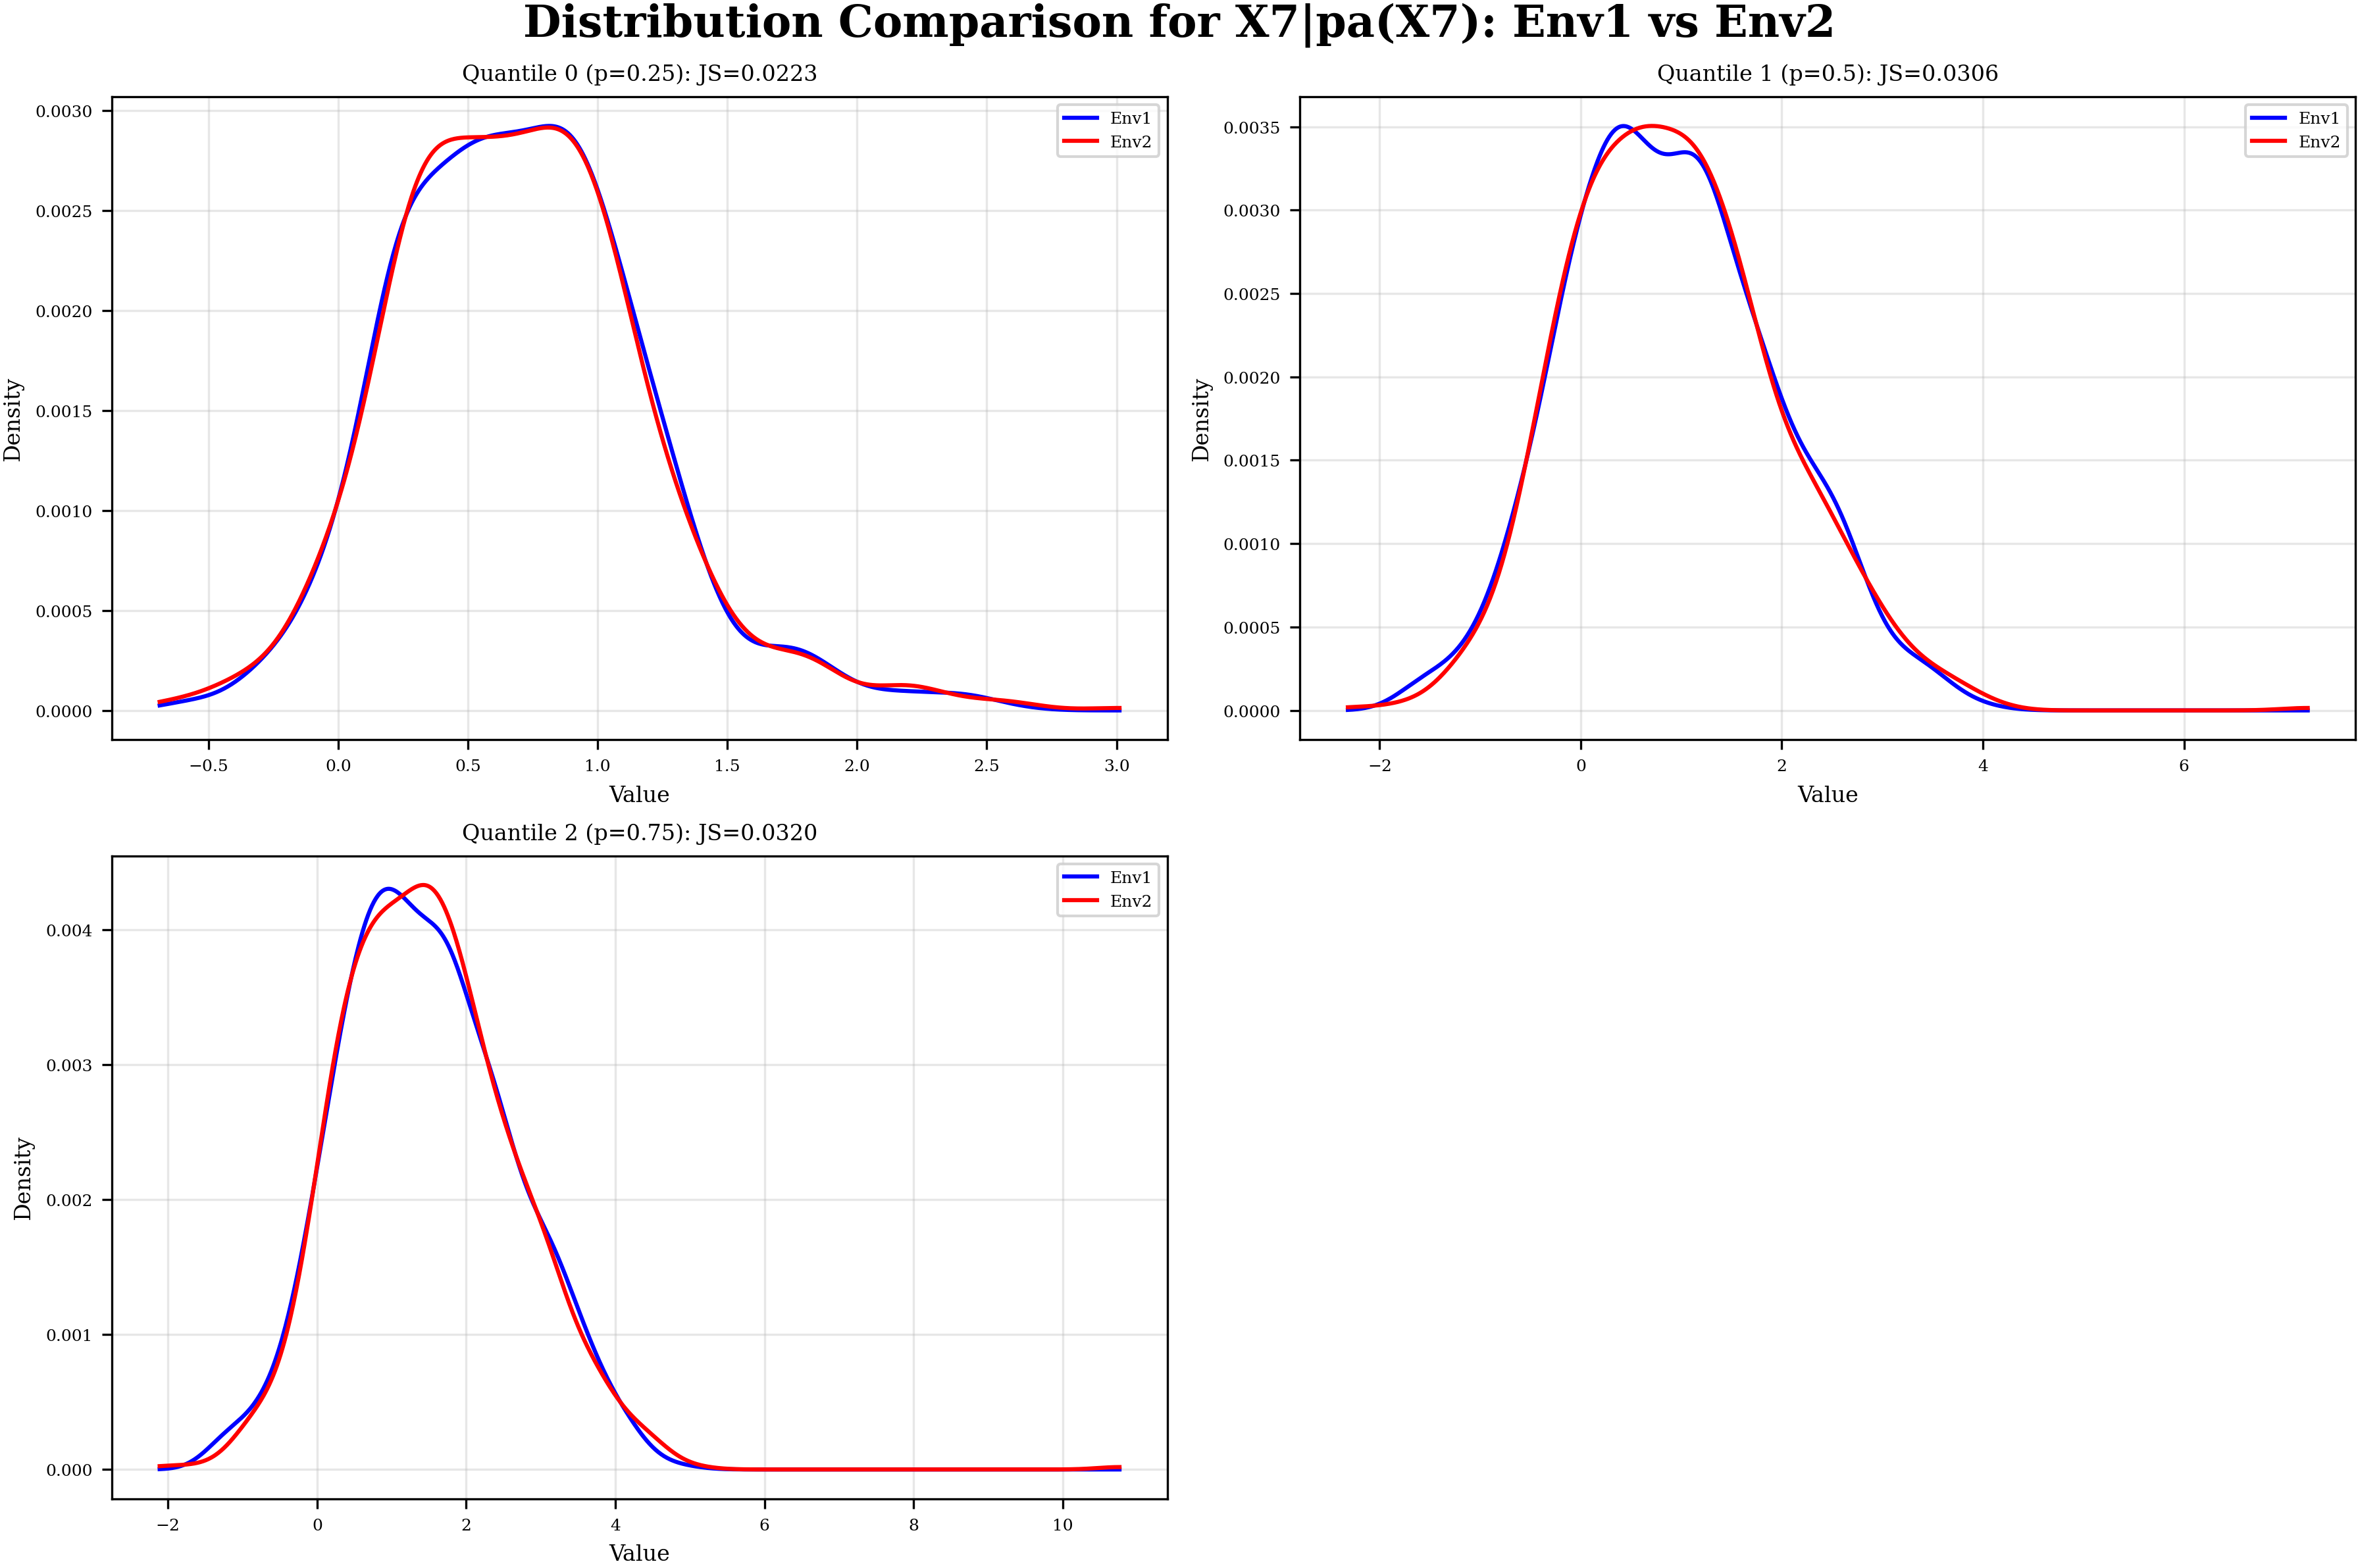 Distribution Comparison for X7|pa(X7): Env1 vs Env2
Quantile 0 (p=0.25): JS=0.0223
Density
0.0030
0.0025
0.0020
0.0015
0.0010
0.0005
0.0000
Env1
Env2
−0.5 0.0 0.5 1.0 1.5 2.0 2.5 3.0
Value
Quantile 1 (p=0.5): JS=0.0306
Density
0.0035
0.0030
0.0025
0.0020
0.0015
0.0010
0.0005
0.0000
Env1
Env2
−2 0 2 4 6
Value
Quantile 2 (p=0.75): JS=0.0320
Density
0.004
0.003
0.002
0.001
0.000
Env1
Env2
−2 0 2 4 6 8 10
Value